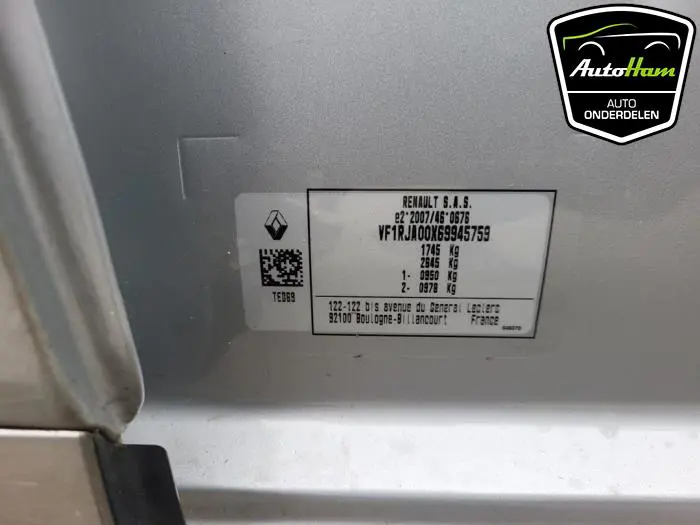 AutoHam
AUTO
ONDERDELEN
RENAULT S.A.S.
e2*2007/46*0676
VF1RJA00X69945759
1745 Kg
2645 Kg
1- 0950 Kg
2- 0978 Kg
TED69
122-122 bis avenue du General Leclerc
92100 Boulogne-Billancourt France